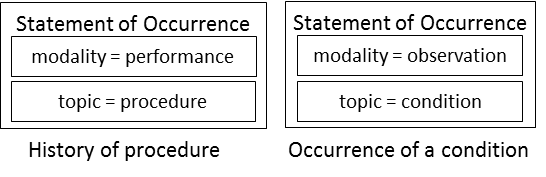 Statement of Occurrence
modality = performance
topic = procedure
History of procedure
Statement of Occurrence
modality = observation
topic = condition
Occurrence of a condition